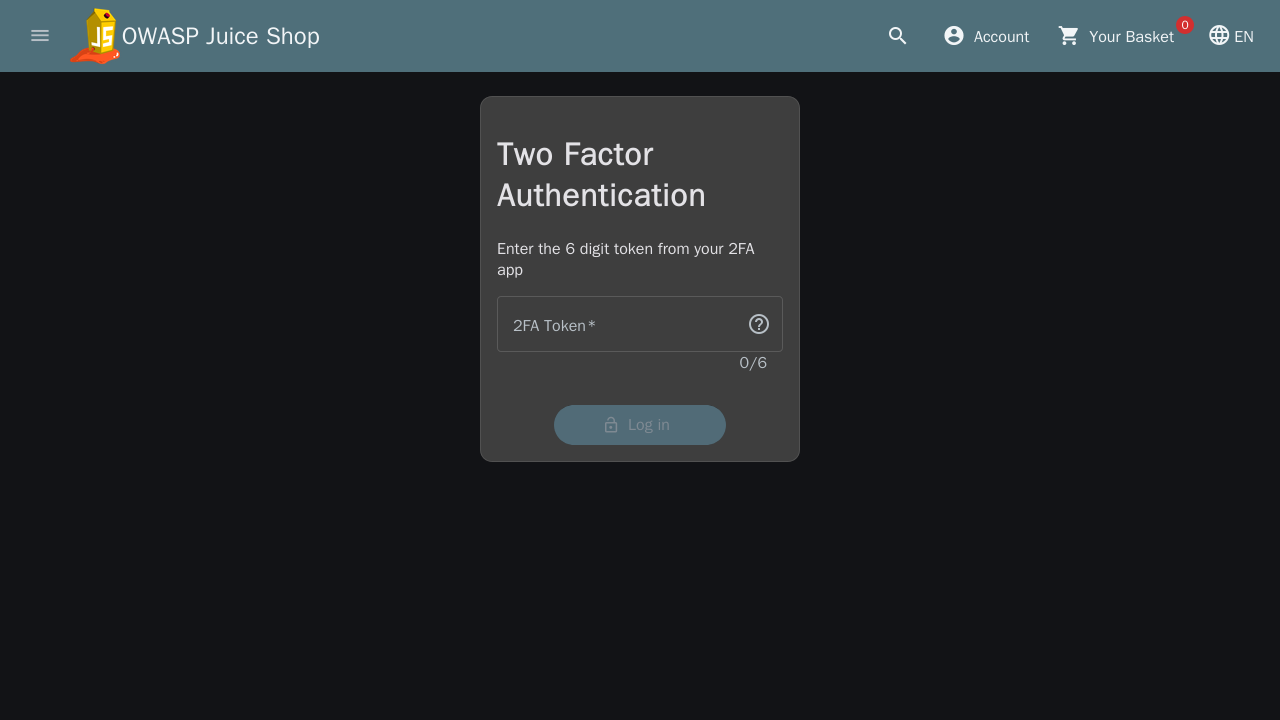 OWASP Juice Shop
Account
Your Basket
0
EN
Two Factor
Authentication
Enter the 6 digit token from your 2FA
app
2FA Token*
0/6
Log in